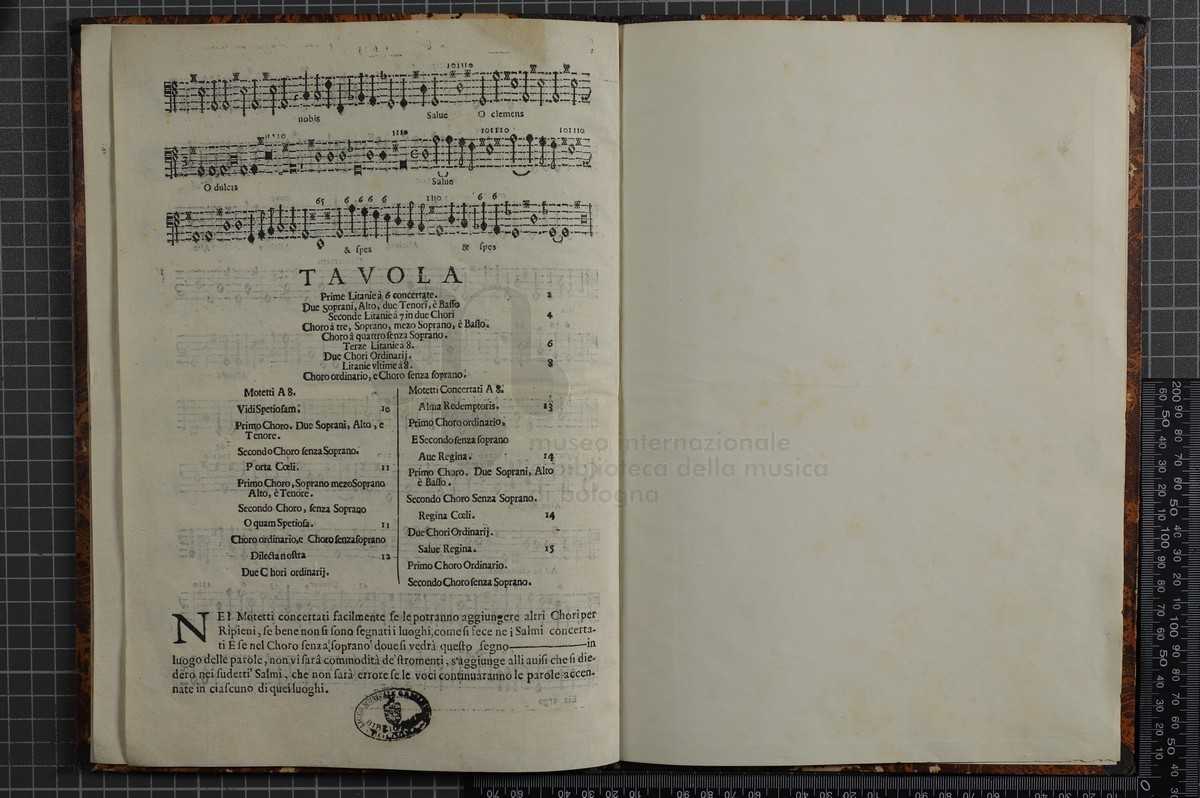 nobis Salue O clemens
O dulcis Salue
& spes & spes
TAVOLA
Prime Litanie à 6 concertate. 2
Due Soprani, Alto, due Tenori, è Basso
Seconde Litanie à 7 in due Chori 4
Choro à tre, Soprano, mezo Soprano, è Basso.
Choro à quattro senza Soprano.
Terze Litanie à 8. 6
Due Chori Ordinarij.
Litanie vltime à 8. 8
Choro ordinario, e Choro senza soprano.
Motetti A 8.
Vidi Spetiosam. 10
Primo Choro. Due Soprani, Alto, e
Tenore.
Secondo Choro senza Soprano.
Porta Cœli. 11
Primo Choro, Soprano mezo Soprano
Alto, è Tenore.
Secondo Choro, senza Soprano
O quam Spetiosa. 11
Choro ordinario, e Choro senza soprano
Dilecta nostra 12
Due Chori ordinarij.
Motetti Concertati A 8.
Alma Redemptoris. 13
Primo Choro ordinario.
E Secondo senza soprano
Aue Regina. 14
Primo Choro. Due Soprani, Alto
è Basso.
Secondo Choro Senza Soprano.
Regina Cœli. 14
Due Chori Ordinarij.
Salue Regina. 15
Primo Choro Ordinario.
Secondo Choro senza Soprano.
NEI Motetti concertati facilmente se le potranno aggiungere altri Chori per
Ripieni, se bene non si sono segnati i luoghi, come si fece ne i Salmi concerta-
ti E se nel Choro senza soprano doue si vedrà questo segno in
luogo delle parole, non vi sarà commodità de stromenti, s'aggiunge alli auisi che si die-
dero nei sudetti Salmi, che non sarà errore se le voci continuaranno le parole accen-
nate in ciascuno di quei luoghi.
museo internazionale
biblioteca della musica
di bologna